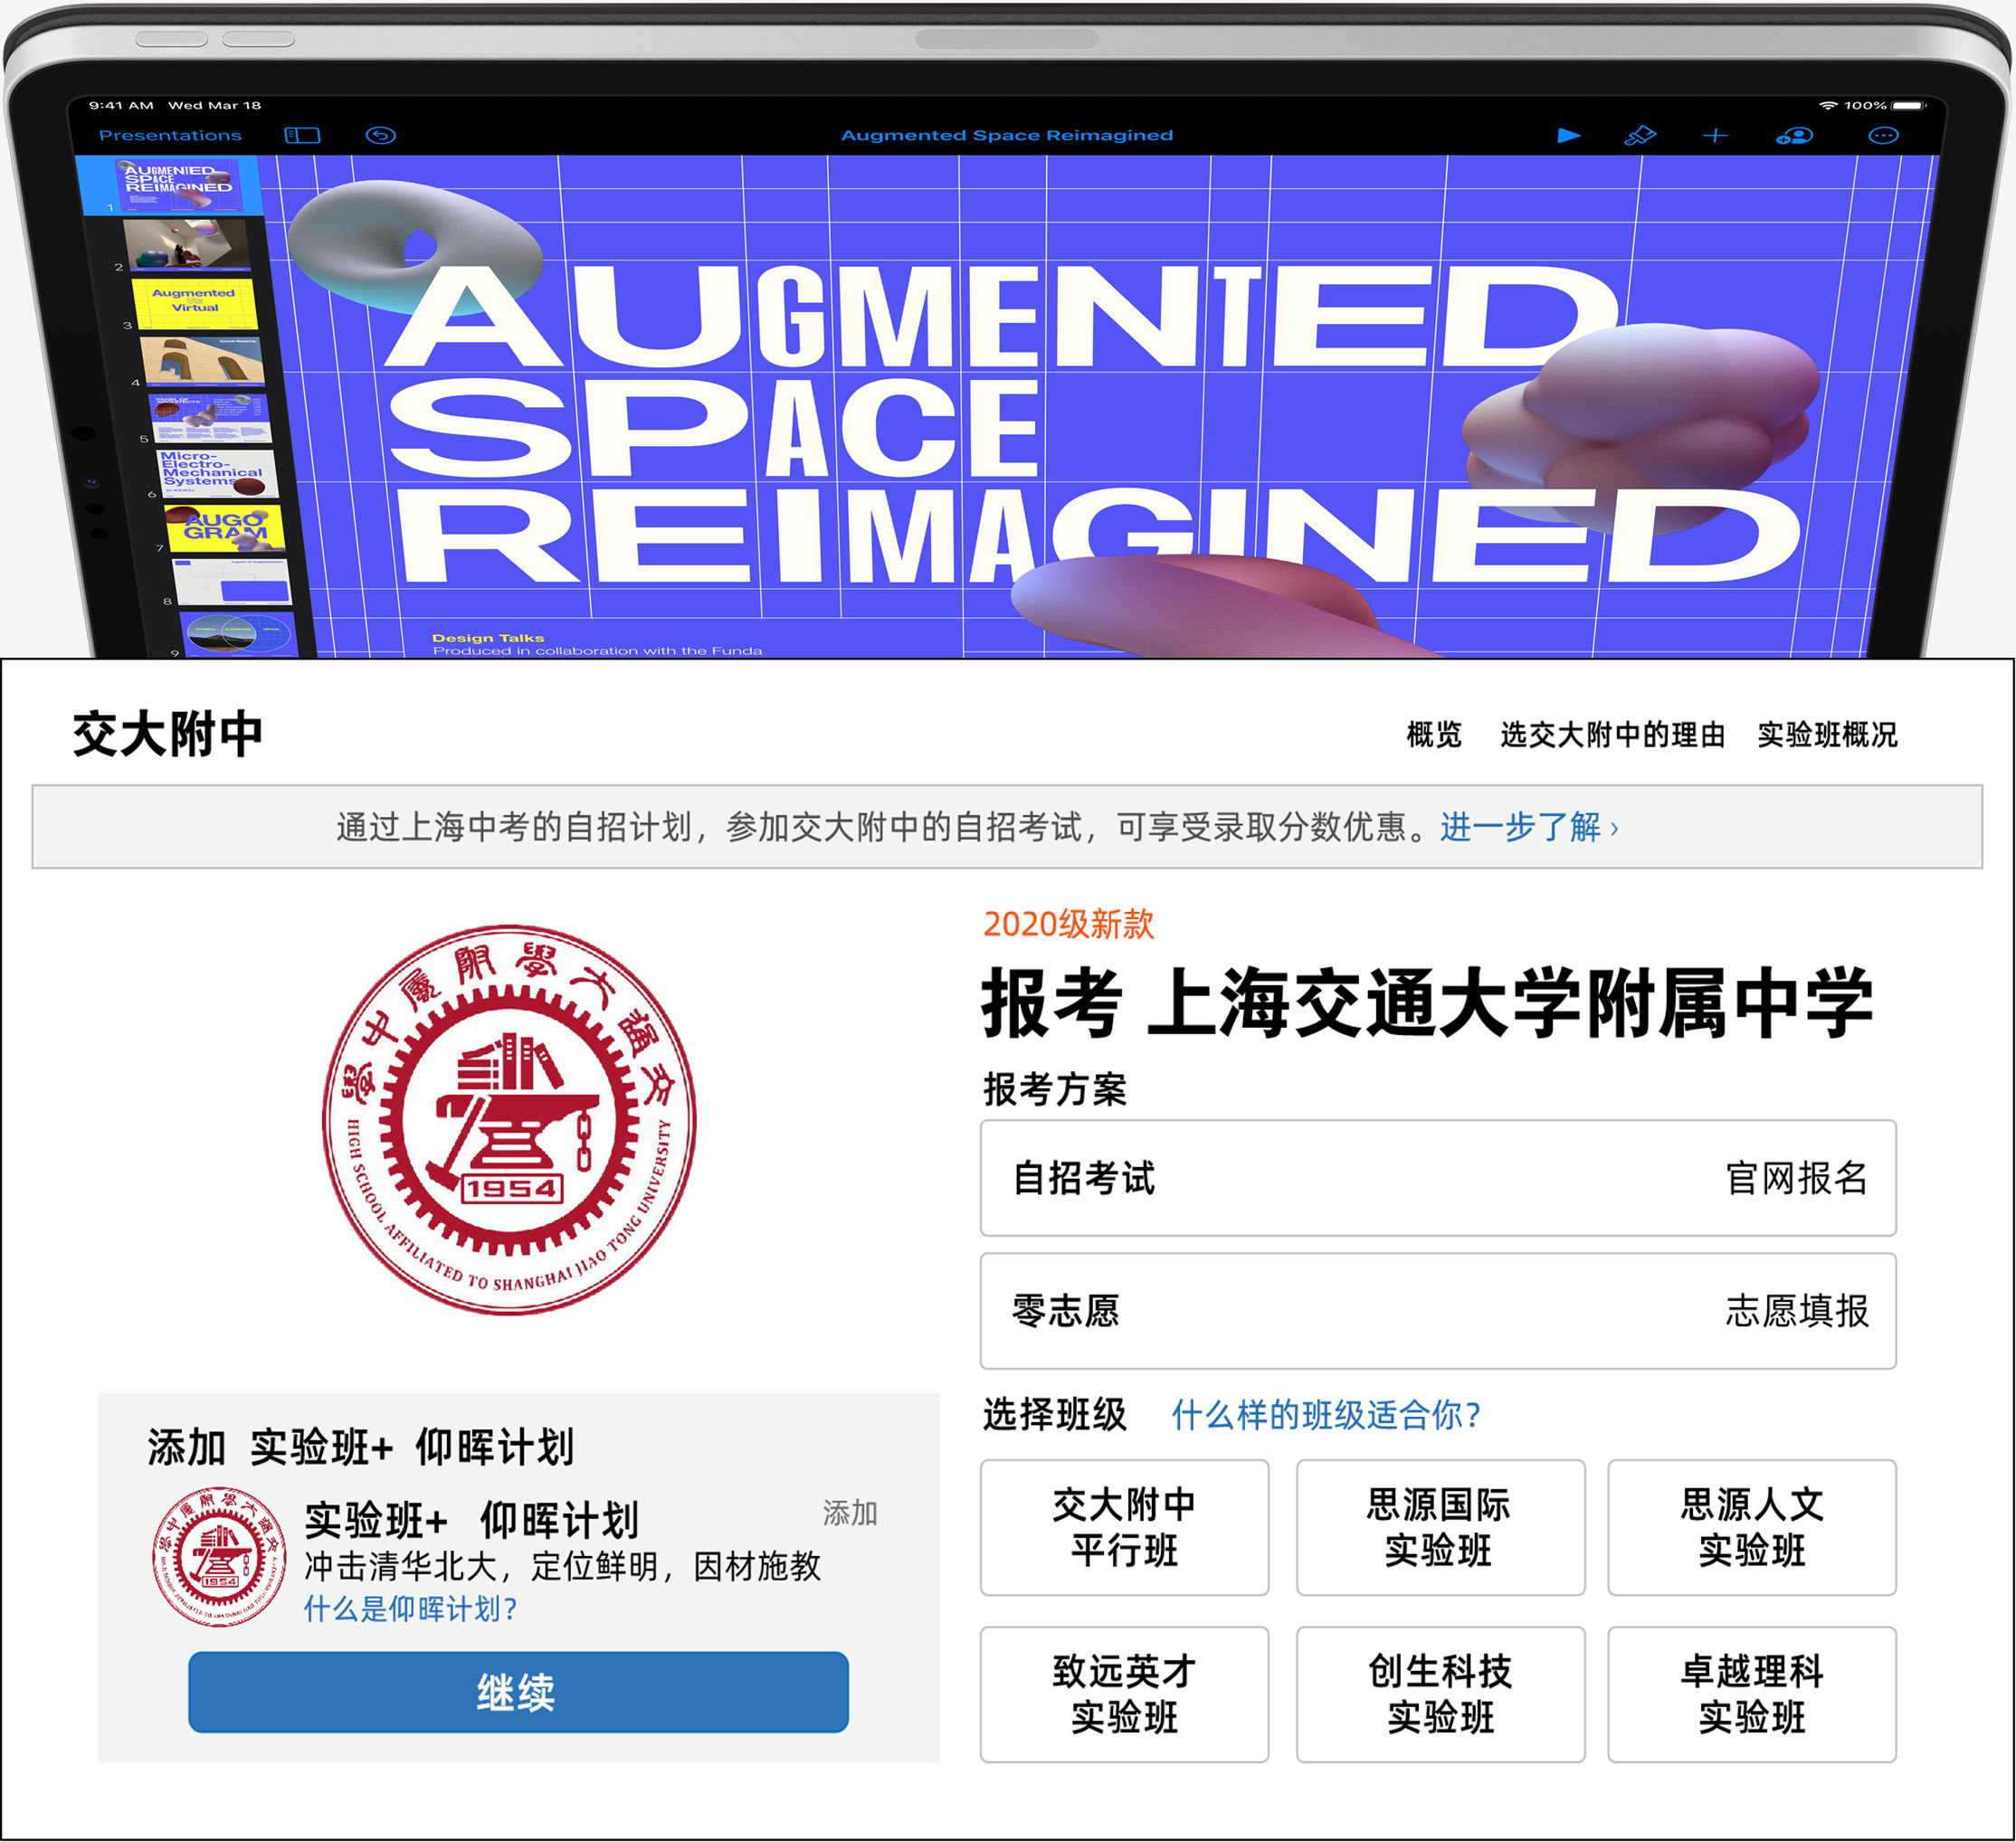 9:41 AM Wed Mar 18
100%
Presentations
Augmented Space Reimagined
AUGMENTED
SPACE
REIMAGINED
1
2
Augmented
VS
Virtual
3
4
5
Micro-
Electro-
Mechanical
Systems
6
AUGO
GRAM
7
8
9
AUGMENTED
SPACE
REIMAGINED
Design Talks
Produced in collaboration with the Funda
交大附中
概览 选交大附中的理由 实验班概况
通过上海中考的自招计划，参加交大附中的自招考试，可享受录取分数优惠。进一步了解 ›
學中屬附學大通交
1954
HIGH SCHOOL AFFILIATED TO SHANGHAI JIAO TONG UNIVERSITY
2020级新款
报考 上海交通大学附属中学
报考方案
自招考试 官网报名
零志愿 志愿填报
选择班级 什么样的班级适合你？
交大附中
平行班
思源国际
实验班
思源人文
实验班
致远英才
实验班
创生科技
实验班
卓越理科
实验班
添加 实验班+ 仰晖计划
实验班+ 仰晖计划
添加
冲击清华北大，定位鲜明，因材施教
什么是仰晖计划？
1954
继续